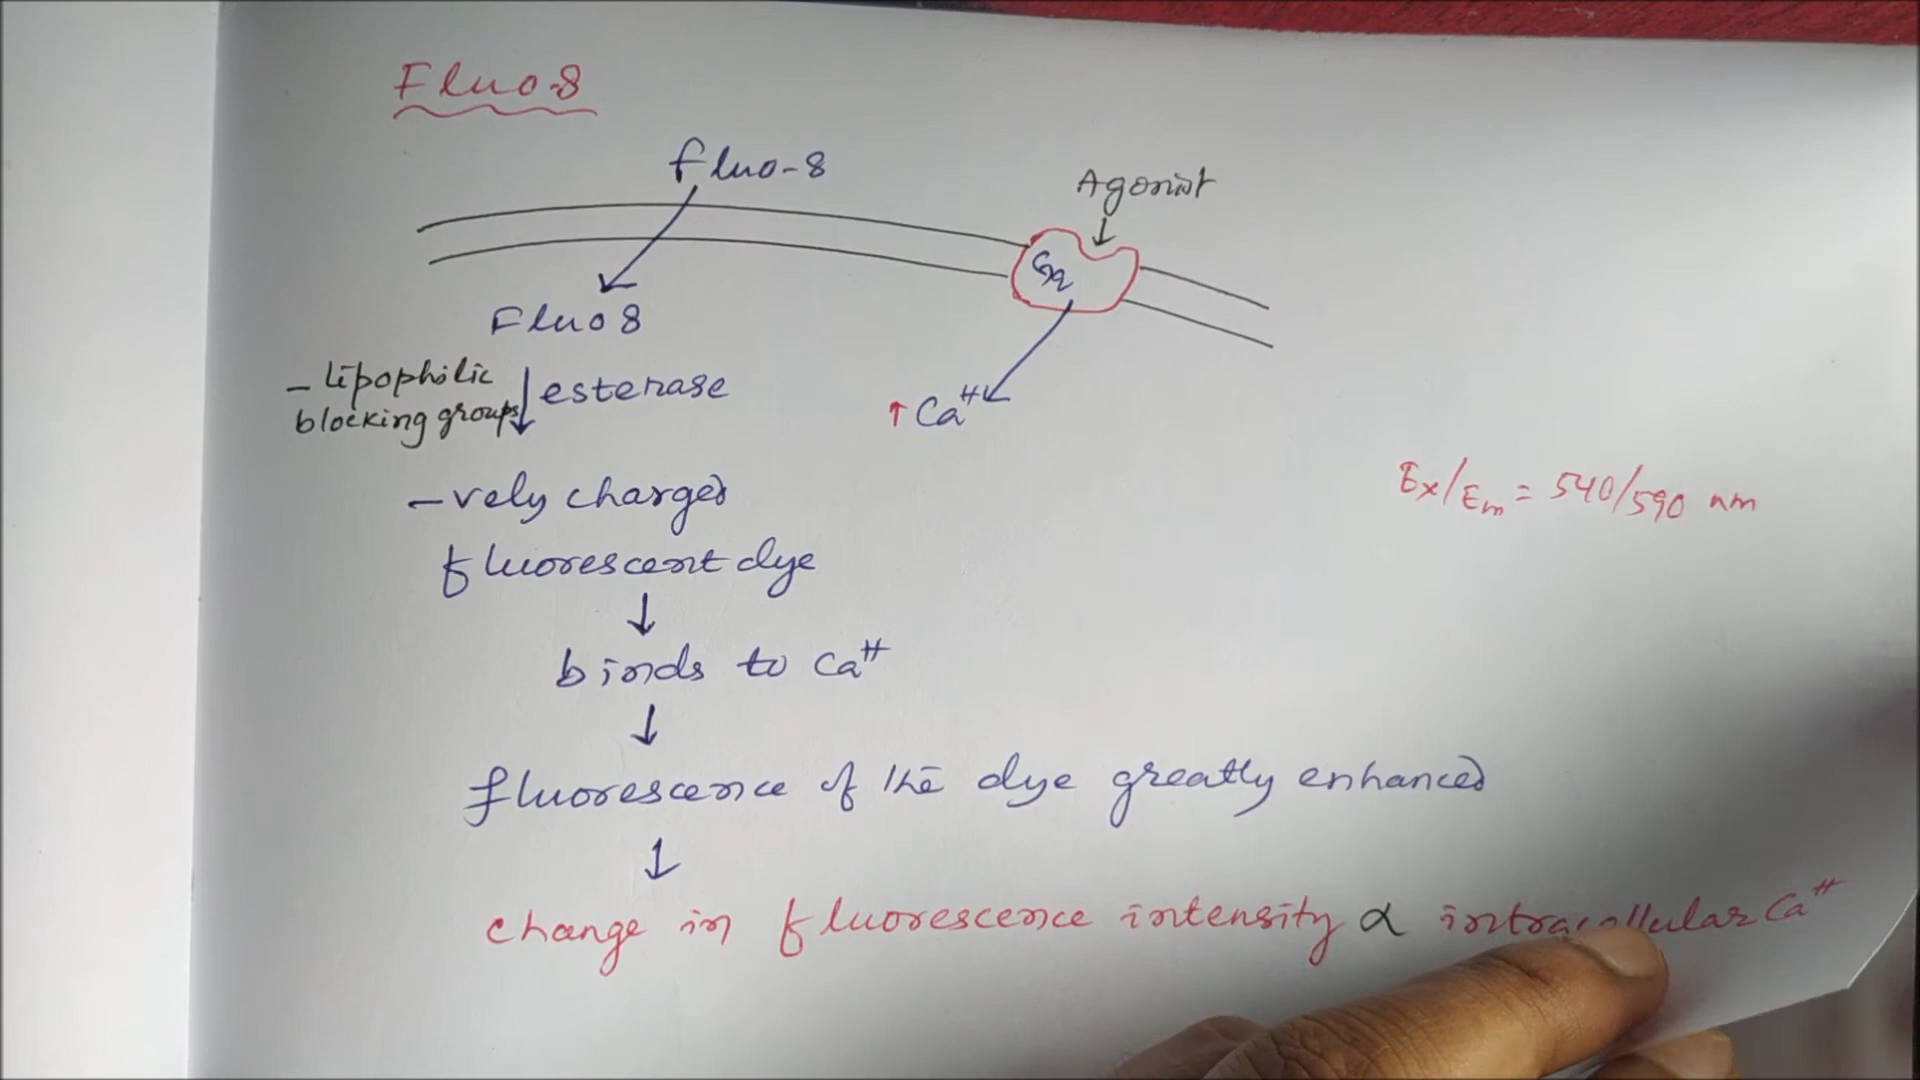 Fluo-8
fluo-8
Agonist
Gq
Fluo 8
- Lipophilic
blocking groups
esterase
↑ Ca++
-vely charged
fluorescent dye
↓
binds to Ca++
↓
fluorescence of the dye greatly enhanced
↓
change in fluorescence intensity α intracellular Ca++
Ex/Em = 540/590 nm